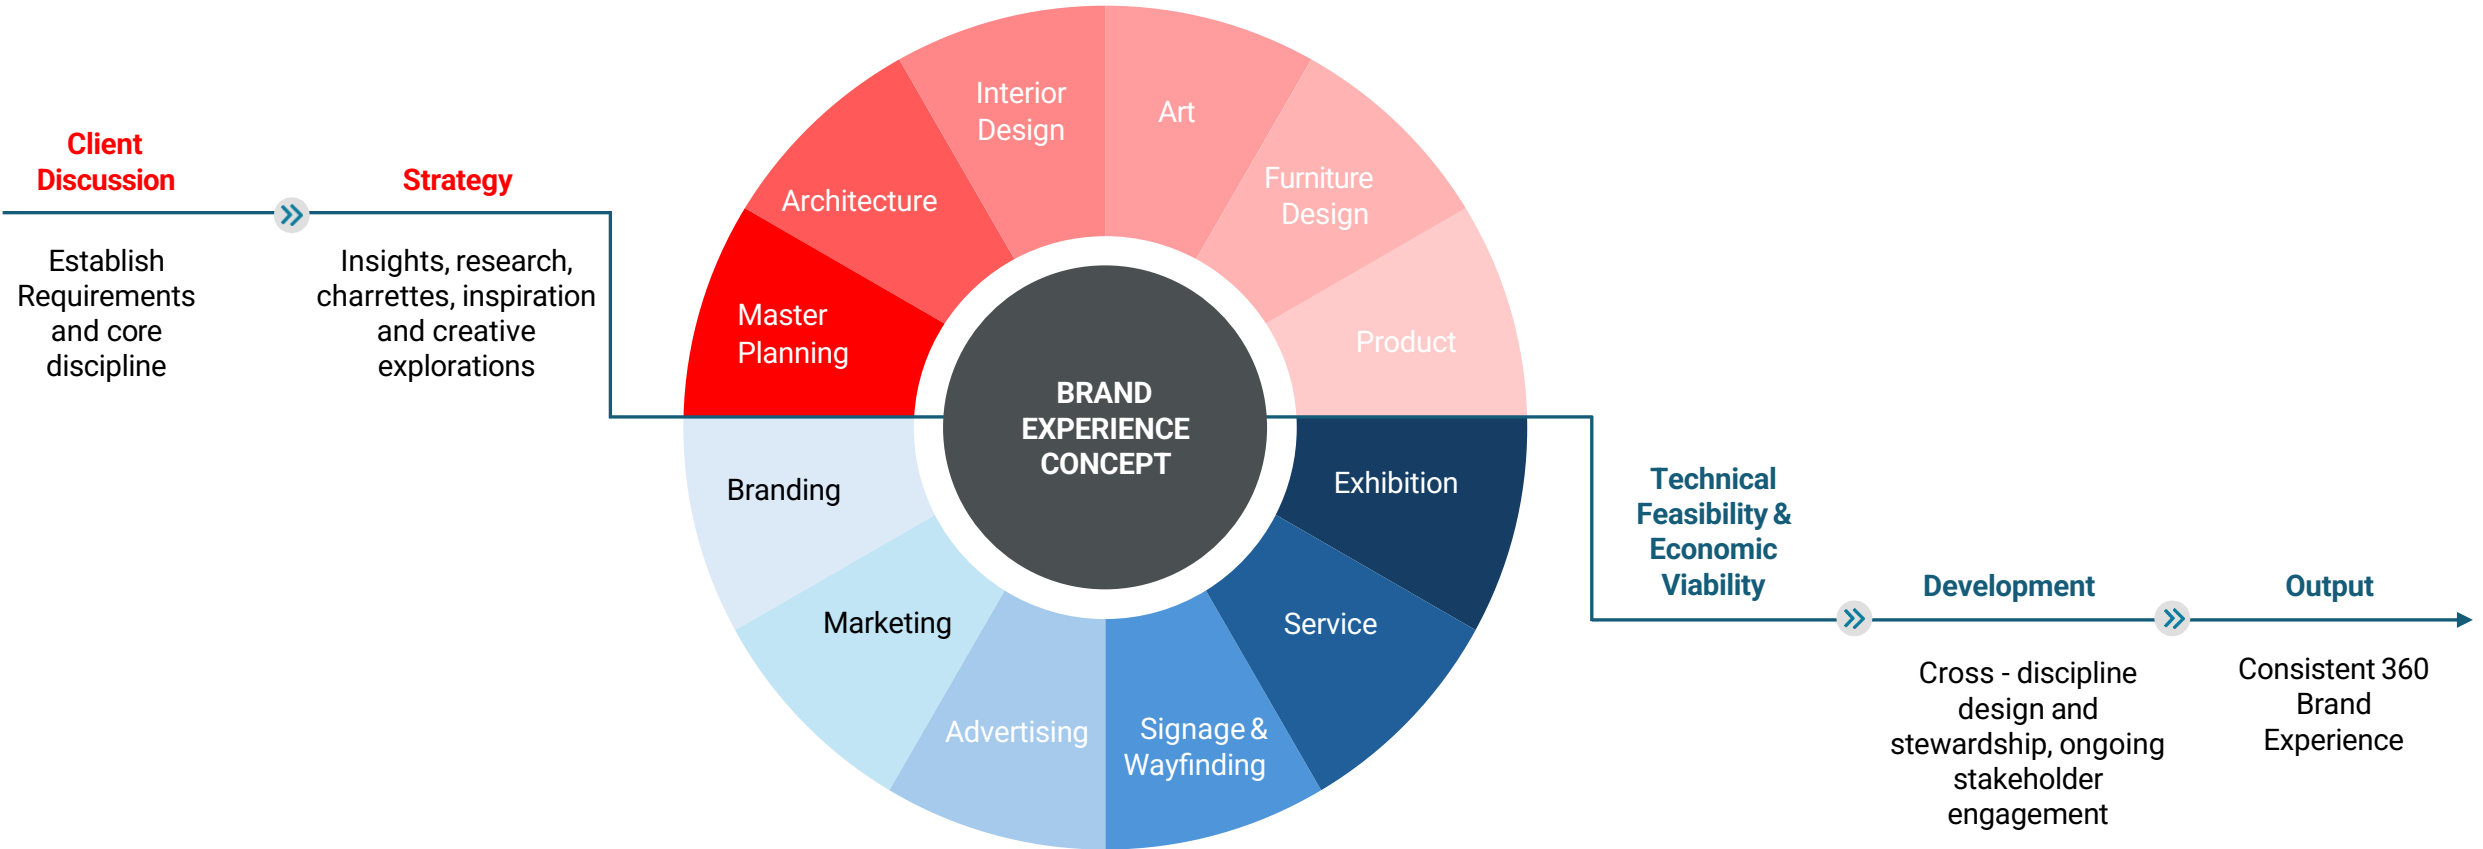 Client
Discussion
Establish
Requirements
and core
discipline
Strategy
Insights, research,
charrettes, inspiration
and creative
explorations
Master
Planning
Architecture
Interior
Design
Art
Furniture
Design
Product
BRAND
EXPERIENCE
CONCEPT
Branding
Marketing
Advertising
Signage &
Wayfinding
Service
Exhibition
Technical
Feasibility &
Economic
Viability
Development
Cross - discipline
design and
stewardship, ongoing
stakeholder
engagement
Output
Consistent 360
Brand
Experience